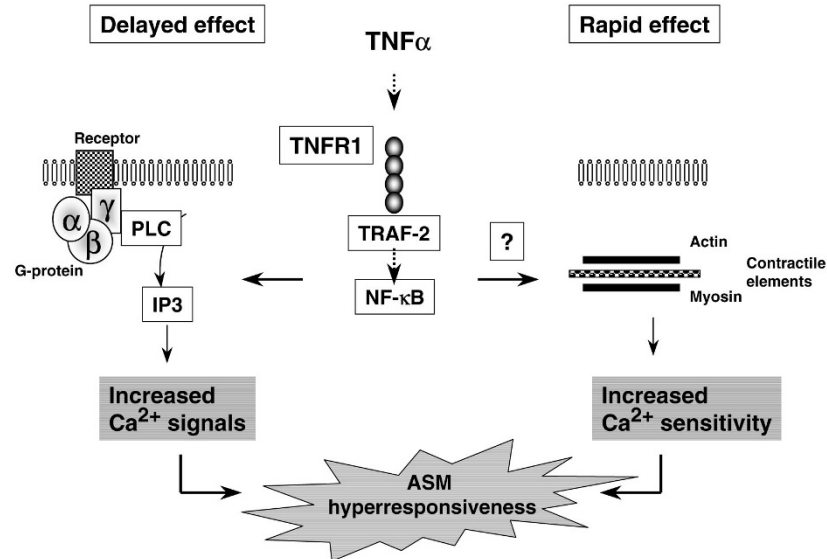 Delayed effect
TNFα
Rapid effect
Receptor
TNFR1
α
γ
β
PLC
G-protein
TRAF-2
?
Actin
Contractile
elements
Myosin
IP3
NF-κB
Increased
Ca2+ signals
Increased
Ca2+ sensitivity
ASM
hyperresponsiveness